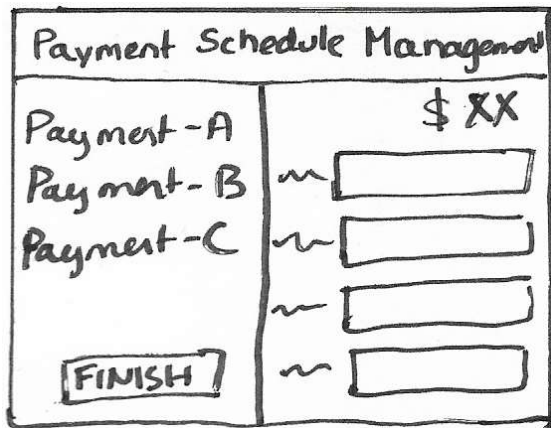 Payment Schedule Management
$ XX
Payment-A
Payment-B
Payment-C
FINISH